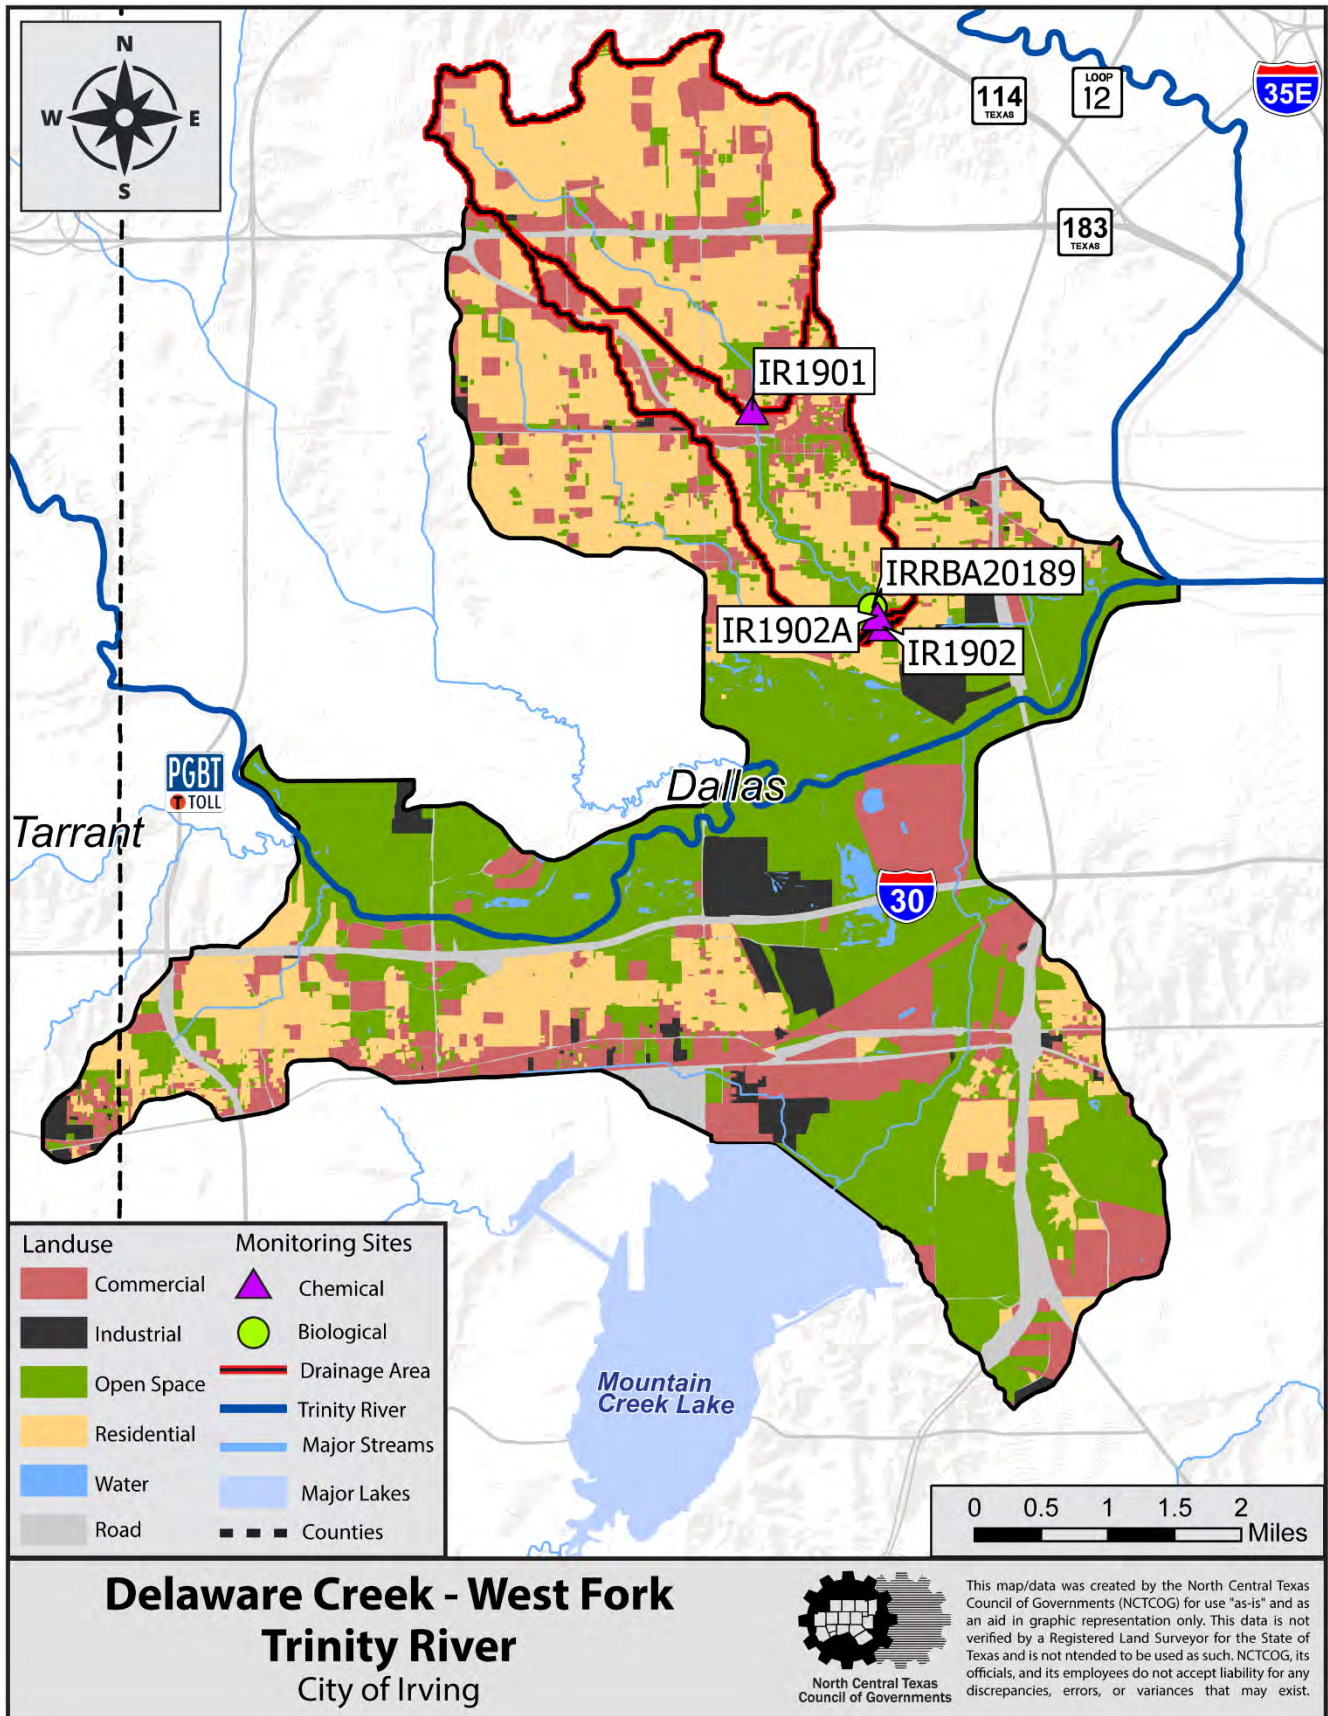 N
W
E
S
114
TEXAS
LOOP
12
35E
183
TEXAS
IR1901
IRRBA20189
IR1902A
IR1902
PGBT
T TOLL
Dallas
Tarrant
30
Mountain
Creek Lake
Landuse
Commercial
Industrial
Open Space
Residential
Water
Road
Monitoring Sites
Chemical
Biological
Drainage Area
Trinity River
Major Streams
Major Lakes
Counties
0 0.5 1 1.5 2
Miles
Delaware Creek - West Fork
Trinity River
City of Irving
North Central Texas
Council of Governments
This map/data was created by the North Central Texas
Council of Governments (NCTCOG) for use "as-is" and as
an aid in graphic representation only. This data is not
verified by a Registered Land Surveyor for the State of
Texas and is not ntended to be used as such. NCTCOG, its
officials, and its employees do not accept liability for any
discrepancies, errors, or variances that may exist.